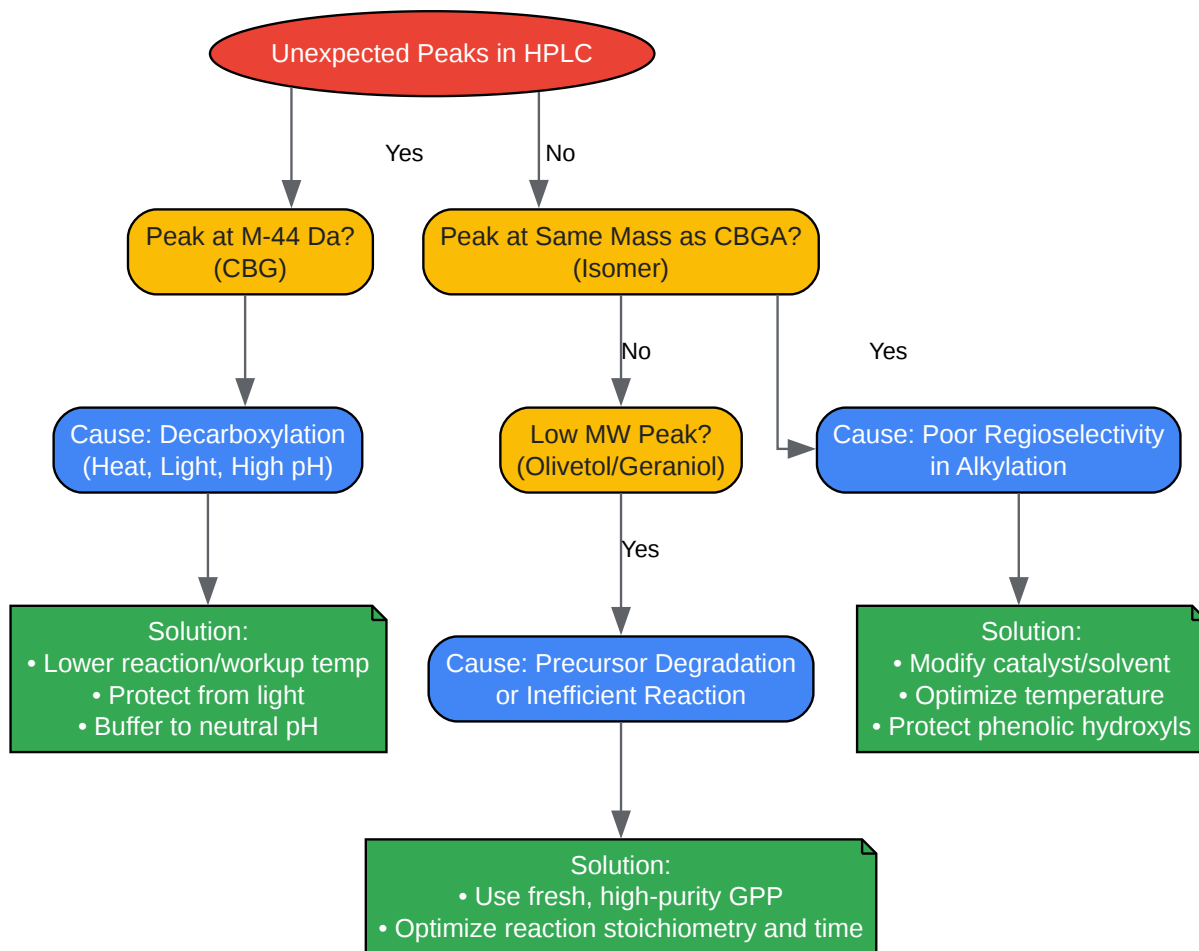 Unexpected Peaks in HPLC
Yes
No
Peak at M-44 Da?
(CBG)
Peak at Same Mass as CBGA?
(Isomer)
No
Yes
Cause: Decarboxylation
(Heat, Light, High pH)
Low MW Peak?
(Olivetol/Geraniol)
Cause: Poor Regioselectivity
in Alkylation
Yes
Solution:
• Lower reaction/workup temp
• Protect from light
• Buffer to neutral pH
Cause: Precursor Degradation
or Inefficient Reaction
Solution:
• Modify catalyst/solvent
• Optimize temperature
• Protect phenolic hydroxyls
Solution:
• Use fresh, high-purity GPP
• Optimize reaction stoichiometry and time